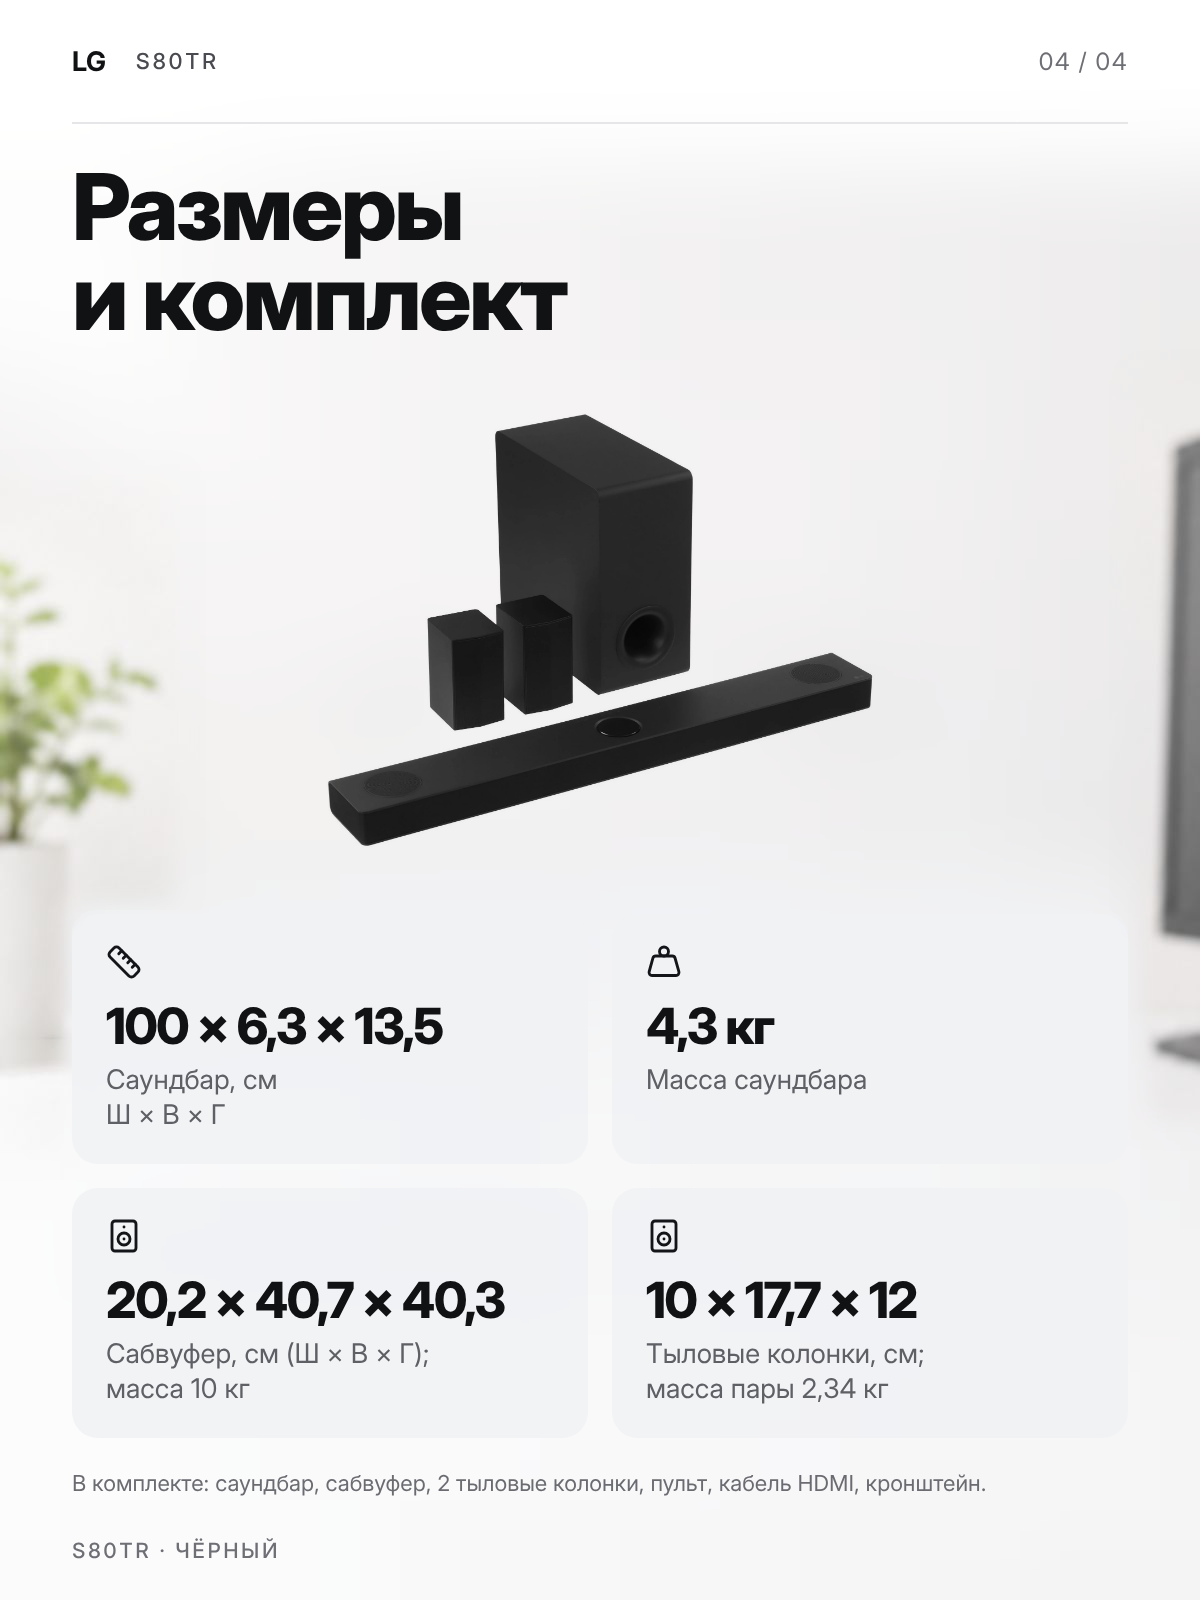 LG S80TR 04 / 04
Размеры
и комплект
100 × 6,3 × 13,5
Саундбар, см
Ш × В × Г
4,3 кг
Масса саундбара
20,2 × 40,7 × 40,3
Сабвуфер, см (Ш × В × Г);
масса 10 кг
10 × 17,7 × 12
Тыловые колонки, см;
масса пары 2,34 кг
В комплекте: саундбар, сабвуфер, 2 тыловые колонки, пульт, кабель HDMI, кронштейн.
S80TR · ЧЁРНЫЙ